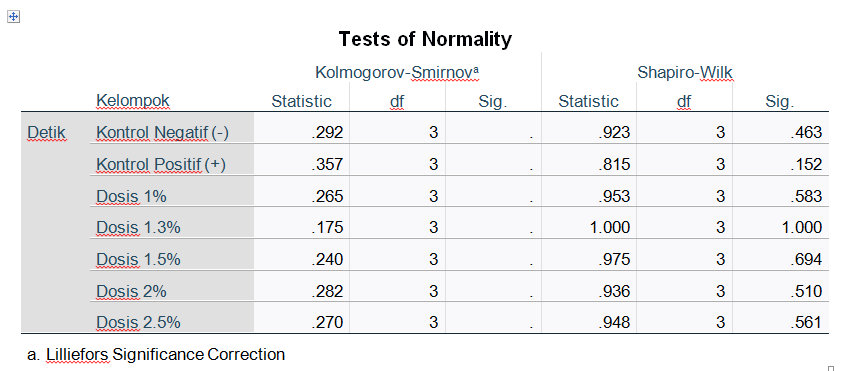 Tests of Normality
Kolmogorov-Smirnovᵃ Shapiro-Wilk
Kelompok Statistic df Sig. Statistic df Sig.
Detik Kontrol Negatif (-) .292 3 . .923 3 .463
Kontrol Positif (+) .357 3 . .815 3 .152
Dosis 1% .265 3 . .953 3 .583
Dosis 1.3% .175 3 . 1.000 3 1.000
Dosis 1.5% .240 3 . .975 3 .694
Dosis 2% .282 3 . .936 3 .510
Dosis 2.5% .270 3 . .948 3 .561
a. Lilliefors Significance Correction